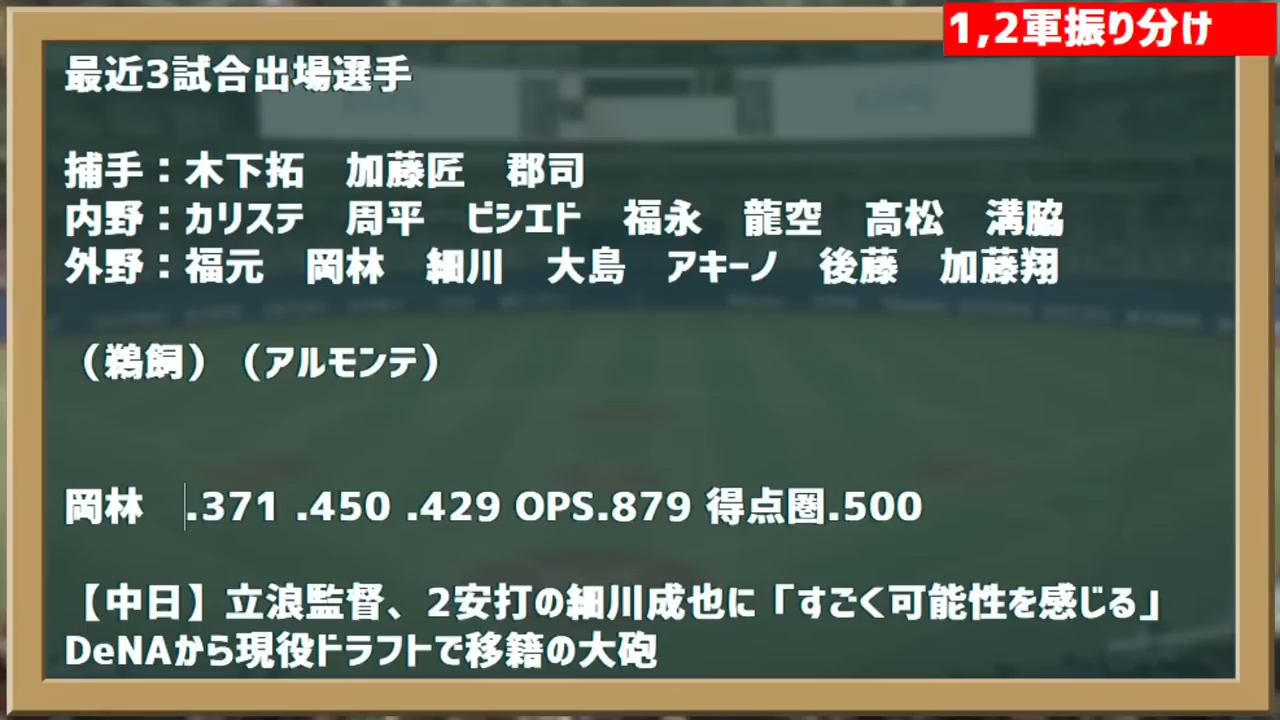 1,2軍振り分け
最近3試合出場選手
捕手：木下拓　加藤匠　郡司
内野：カリステ　周平　ビシエド　福永　龍空　高松　溝脇
外野：福元　岡林　細川　大島　アキーノ　後藤　加藤翔
（鵜飼）（アルモンテ）
岡林　.371 .450 .429 OPS.879 得点圏.500
【中日】立浪監督、2安打の細川成也に「すごく可能性を感じる」
DeNAから現役ドラフトで移籍の大砲